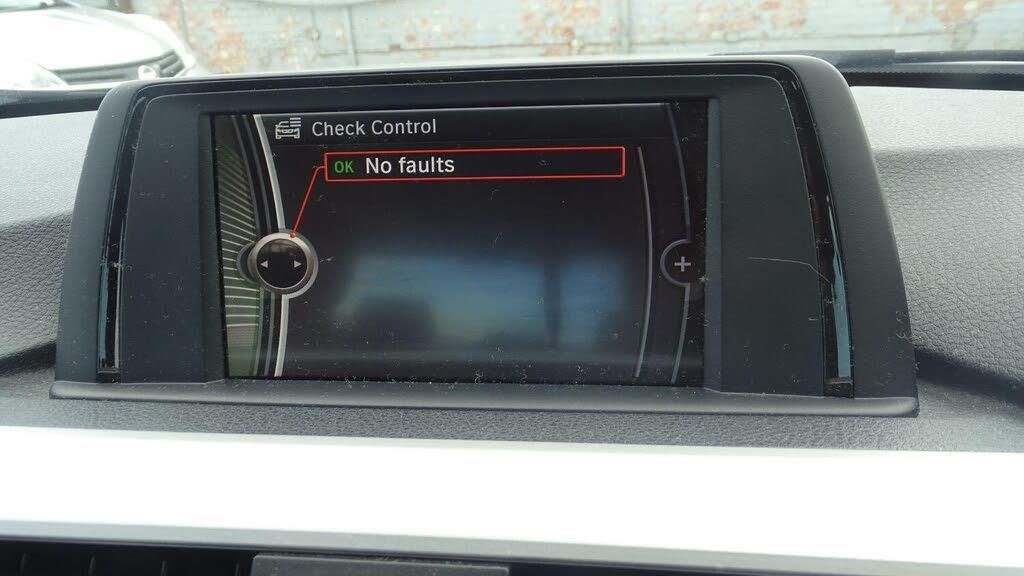 Check Control
OK No faults